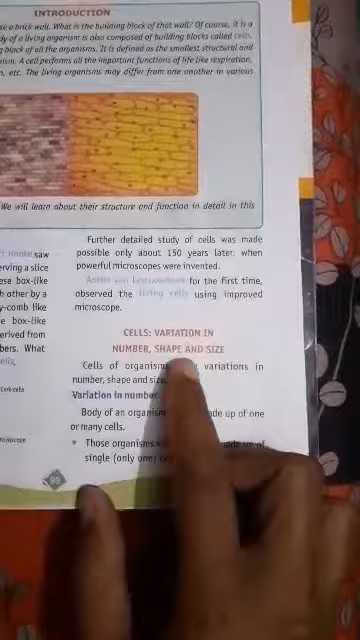 INTRODUCTION
e a brick wall. What is the building block of that wall? Of course, it is a
dy of a living organism is also composed of building blocks called cells.
g block of all the organisms. It is defined as the smallest structural and
ism. A cell performs all the important functions of life like respiration,
n, etc. The living organisms may differ from one another in various
We will learn about their structure and function in detail in this
Hooke saw
erving a slice
ese box-like
h other by a
y-comb like
e box-like
erived from
bers. What
cells,
Cork cells
Further detailed study of cells was made
possible only about 150 years later, when
powerful microscopes were invented.
Anton van Leeuwenhoek for the first time,
observed the living cells using improved
microscope.
CELLS: VARIATION IN
NUMBER, SHAPE AND SIZE
Cells of organisms variations in
number, shape and size.
Variation in number
Body of an organism made up of one
or many cells.
* Those organisms made up of
single (only one)